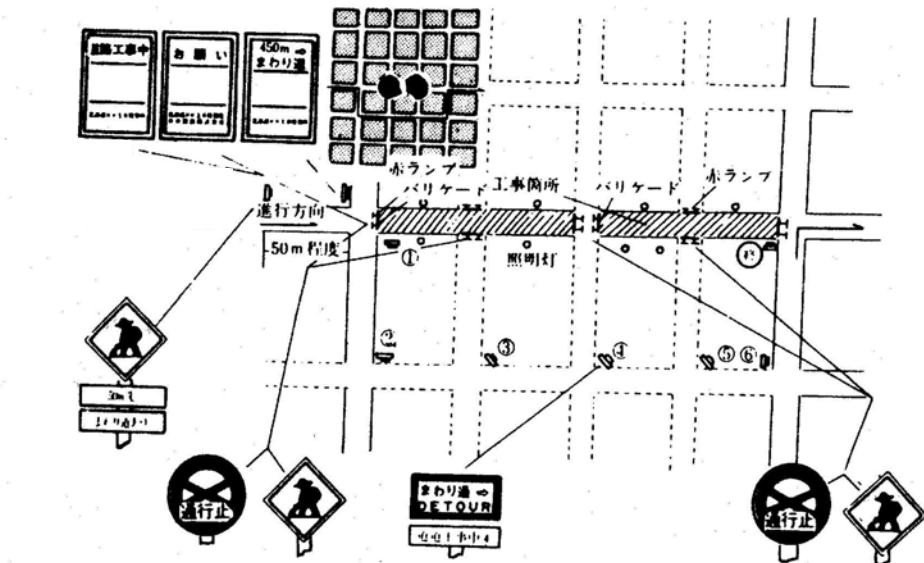 道路工事中
お願い
450m⇨
まわり道
赤ランプ
バリケード
工事箇所
バリケード
赤ランプ
進行方向
50m程度
①
照明灯
②
③
④
⑤
⑥
通行止
まわり道⇨
DETOUR
通行止